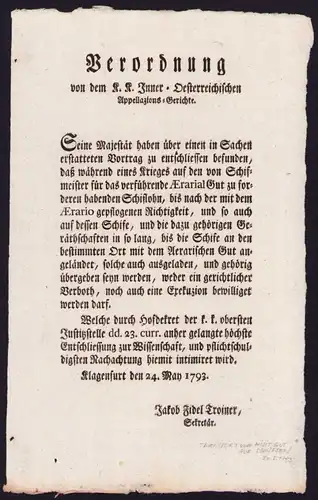 Verordnung
von dem K. K. Inner-Oesterreichischen
Appellazions-Gerichte.
Seine Majestät haben über einen in Sachen
erstatteten Vortrag zu entschliessen befunden,
daß während eines Krieges auf den von Schif-
meister für das verführende Ærarial Gut zu for-
deren habenden Schiflohn, bis nach der mit dem
Ærario gepflogenen Richtigkeit, und so auch
auf dessen Schife, und die dazu gehörigen Ge-
räthschaften in so lang, bis die Schife an den
bestimmten Ort mit dem Aerarischen Gut an-
geländet, solche auch ausgeladen, und gehörig
übergeben seyn werden, weder ein gerichtlicher
Verboth, noch auch eine Exekuzion bewilliget
werden darf.
Welche durch Hofdekret der k. k. obersten
Justizstelle dd. 23. curr. anher gelangte höchste
Entschliessung zur Wissenschaft, und pflichtschul-
digsten Nachachtung hiemit intimiret wird.
Klagenfurt den 24. May 1793.
Jakob Fidel Troiner,
Sekretär.